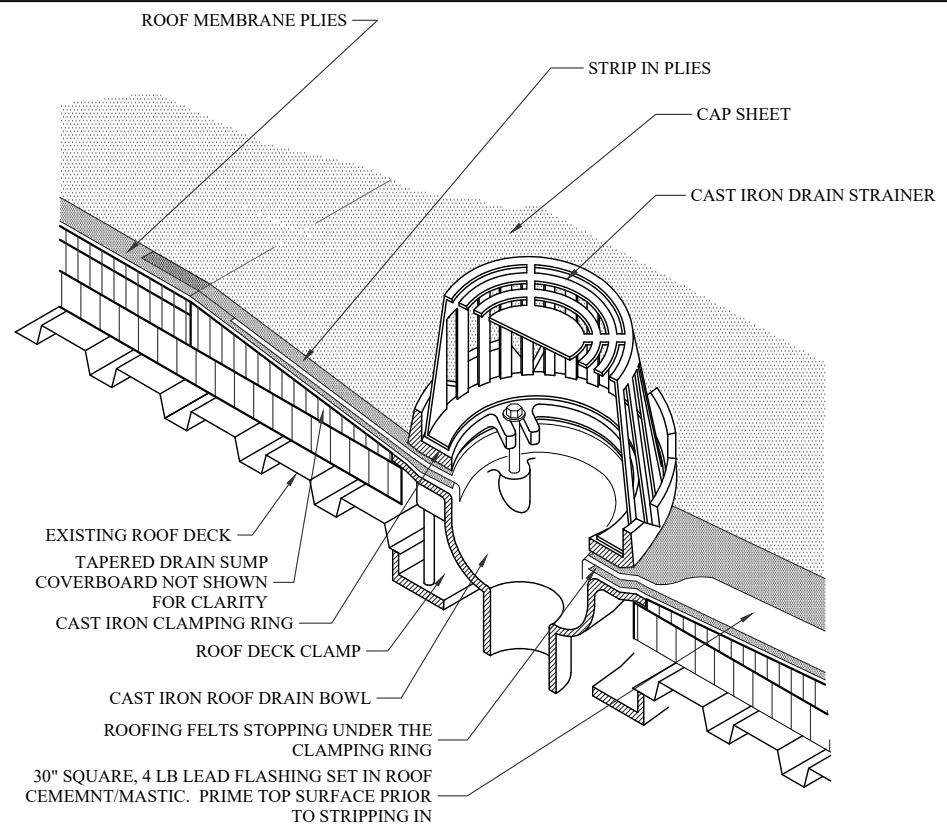 ROOF MEMBRANE PLIES
STRIP IN PLIES
CAP SHEET
CAST IRON DRAIN STRAINER
EXISTING ROOF DECK
TAPERED DRAIN SUMP
COVERBOARD NOT SHOWN
FOR CLARITY
CAST IRON CLAMPING RING
ROOF DECK CLAMP
CAST IRON ROOF DRAIN BOWL
ROOFING FELTS STOPPING UNDER THE
CLAMPING RING
30" SQUARE, 4 LB LEAD FLASHING SET IN ROOF
CEMEMNT/MASTIC. PRIME TOP SURFACE PRIOR
TO STRIPPING IN